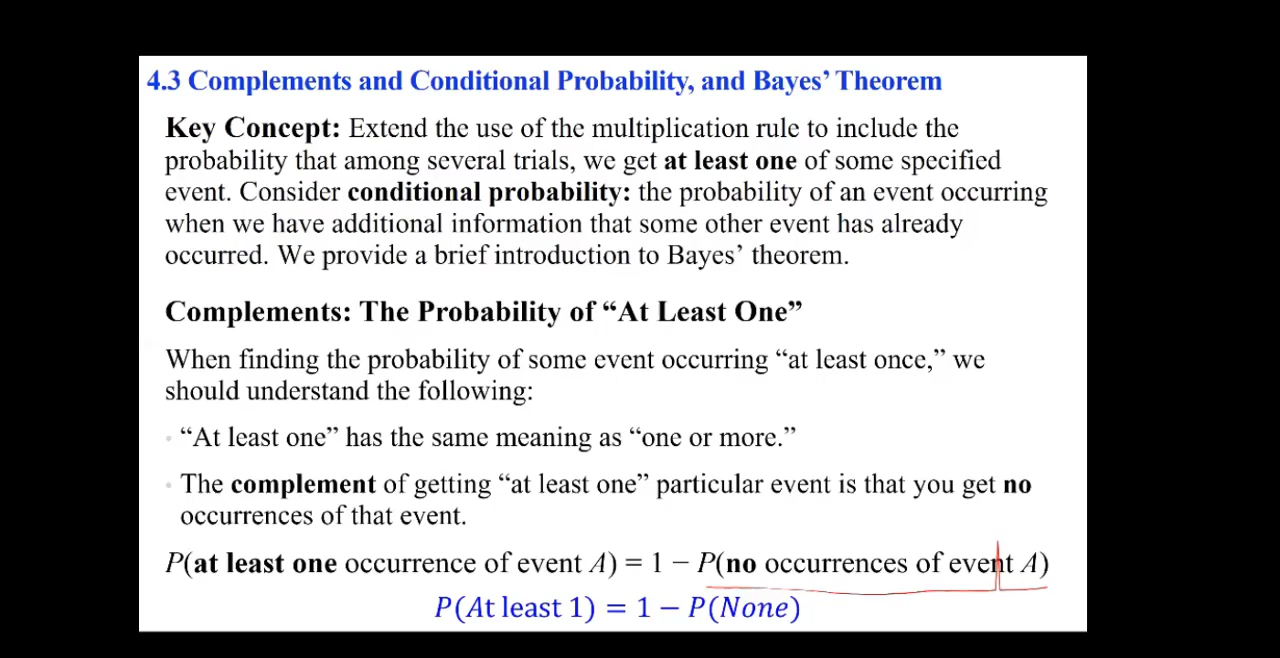 4.3 Complements and Conditional Probability, and Bayes’ Theorem
Key Concept: Extend the use of the multiplication rule to include the
probability that among several trials, we get at least one of some specified
event. Consider conditional probability: the probability of an event occurring
when we have additional information that some other event has already
occurred. We provide a brief introduction to Bayes’ theorem.
Complements: The Probability of “At Least One”
When finding the probability of some event occurring “at least once,” we
should understand the following:
• “At least one” has the same meaning as “one or more.”
• The complement of getting “at least one” particular event is that you get no
occurrences of that event.
P(at least one occurrence of event A) = 1 − P(no occurrences of event A)
P(At least 1) = 1 − P(None)